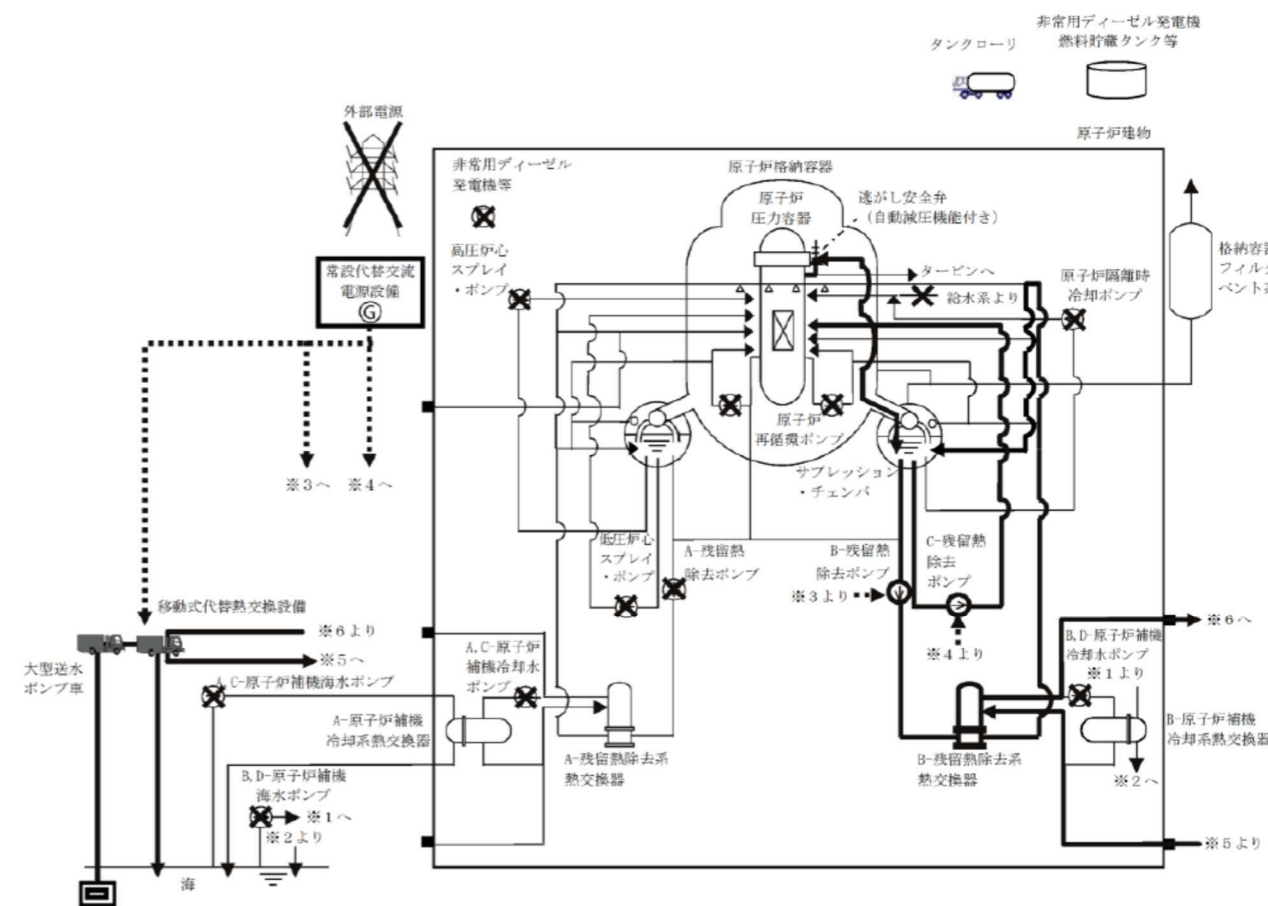 非常用ディーゼル発電機
燃料貯蔵タンク等
タンクローリ
外部電源
原子炉建物
非常用ディーゼル
発電機等
原子炉格納容器
原子炉
圧力容器
逃がし安全弁
(自動減圧機能付き)
高圧炉心
スプレイ
・ポンプ
常設代替交流
電源設備
G
タービンへ
給水系より
原子炉隔離時
冷却ポンプ
格納容器
フィルタ
ベント系
原子炉
再循環ポンプ
※3へ
※4へ
サプレッション
・チェンバ
低圧炉心
スプレイ
・ポンプ
A-残留熱
除去ポンプ
B-残留熱
除去ポンプ
※3より
C-残留熱
除去
ポンプ
※4より
移動式代替熱交換設備
※6より
※5へ
大型送水
ポンプ車
A,C-原子炉補機海水ポンプ
A,C-原子炉
補機冷却水
ポンプ
A-原子炉補機
冷却系熱交換器
A-残留熱除去系
熱交換器
B,D-原子炉補機
海水ポンプ
※1へ
※2より
海
※6へ
B,D-原子炉補機
冷却水ポンプ
※1より
B-原子炉補機
冷却系熱交換器
B-残留熱除去系
熱交換器
※2へ
※5より